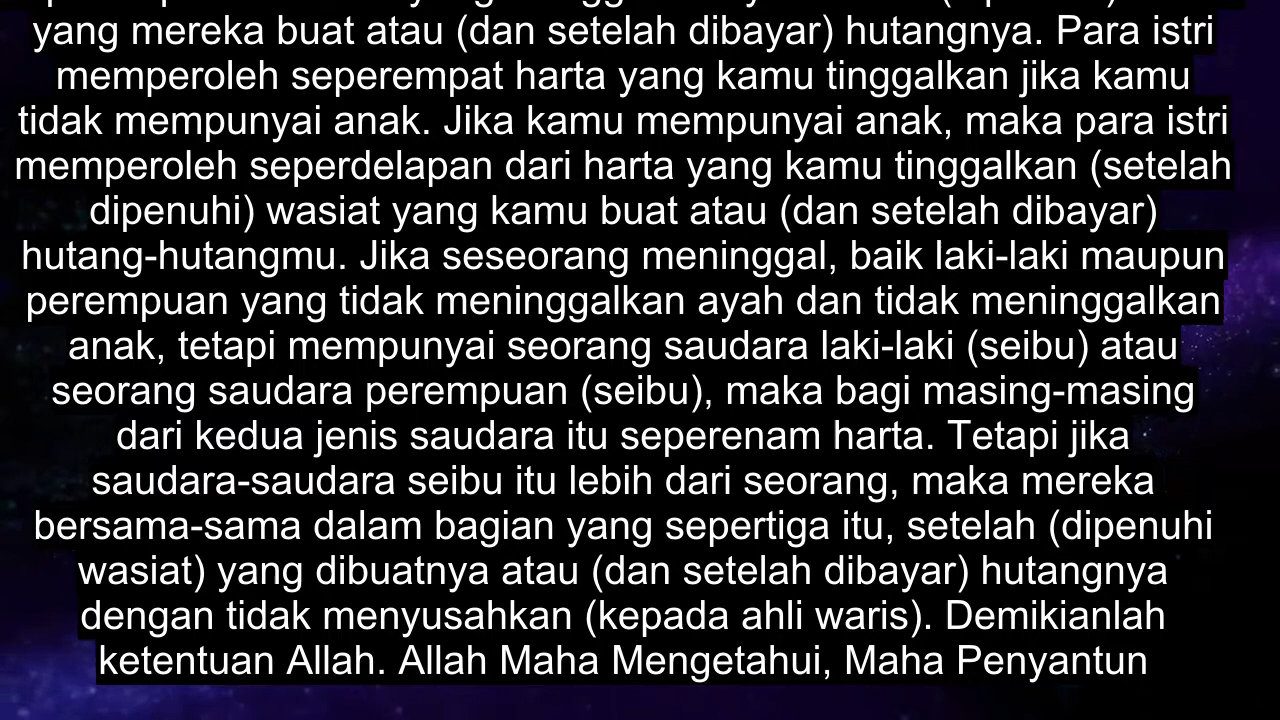 yang mereka buat atau (dan setelah dibayar) hutangnya. Para istri
memperoleh seperempat harta yang kamu tinggalkan jika kamu
tidak mempunyai anak. Jika kamu mempunyai anak, maka para istri
memperoleh seperdelapan dari harta yang kamu tinggalkan (setelah
dipenuhi) wasiat yang kamu buat atau (dan setelah dibayar)
hutang-hutangmu. Jika seseorang meninggal, baik laki-laki maupun
perempuan yang tidak meninggalkan ayah dan tidak meninggalkan
anak, tetapi mempunyai seorang saudara laki-laki (seibu) atau
seorang saudara perempuan (seibu), maka bagi masing-masing
dari kedua jenis saudara itu seperenam harta. Tetapi jika
saudara-saudara seibu itu lebih dari seorang, maka mereka
bersama-sama dalam bagian yang sepertiga itu, setelah (dipenuhi
wasiat) yang dibuatnya atau (dan setelah dibayar) hutangnya
dengan tidak menyusahkan (kepada ahli waris). Demikianlah
ketentuan Allah. Allah Maha Mengetahui, Maha Penyantun